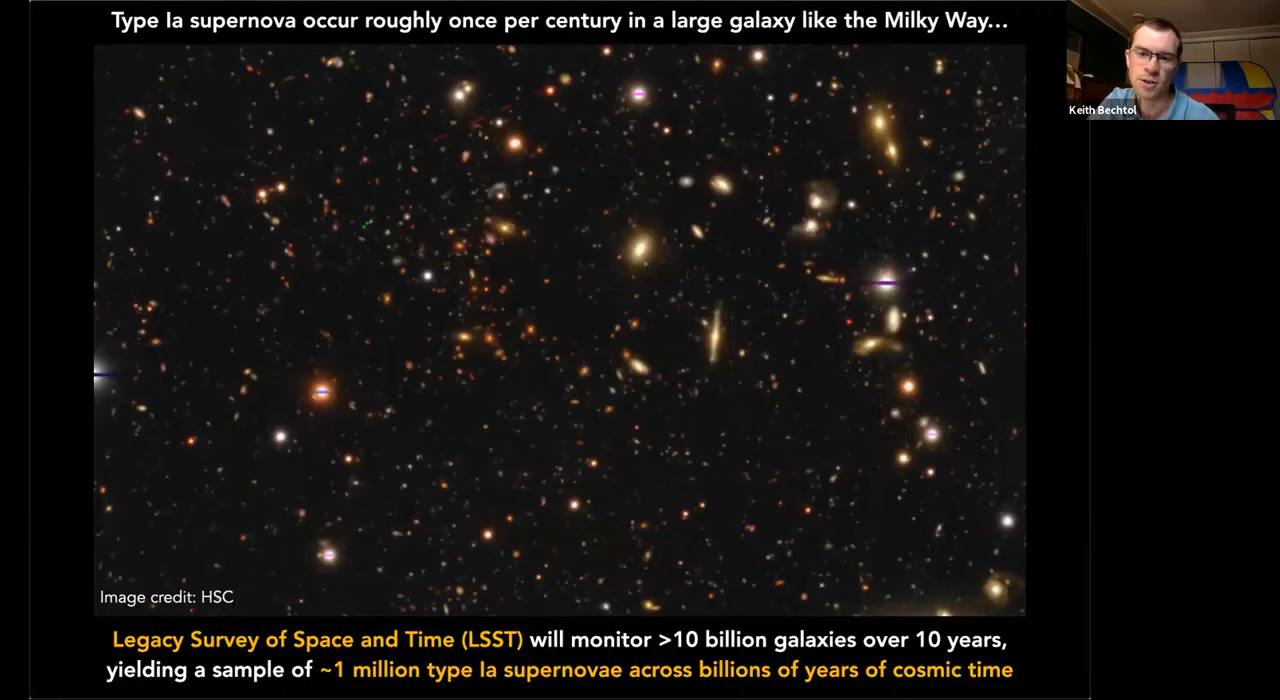 Type Ia supernova occur roughly once per century in a large galaxy like the Milky Way...
Keith Bechtol
Image credit: HSC
Legacy Survey of Space and Time (LSST) will monitor >10 billion galaxies over 10 years,
yielding a sample of ~1 million type Ia supernovae across billions of years of cosmic time